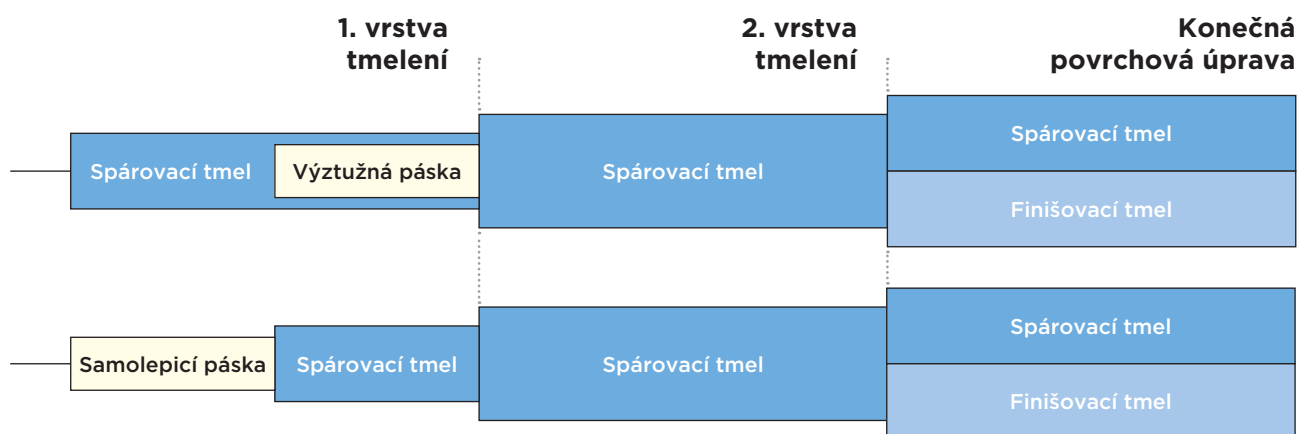 1. vrstva
tmelení
2. vrstva
tmelení
Konečná
povrchová úprava
Spárovací tmel
Výztužná páska
Spárovací tmel
Spárovací tmel
Finišovací tmel
Samolepicí páska
Spárovací tmel
Spárovací tmel
Spárovací tmel
Finišovací tmel